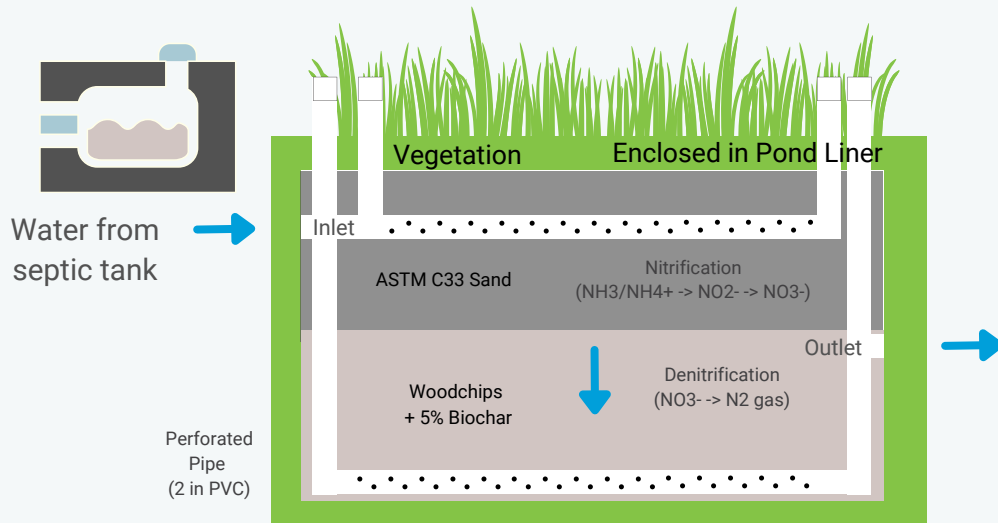 Vegetation
Enclosed in Pond Liner
Water from
septic tank
Inlet
ASTM C33 Sand
Nitrification
(NH3/NH4+ -> NO2- -> NO3-)
Outlet
Woodchips
+ 5% Biochar
Denitrification
(NO3- -> N2 gas)
Perforated
Pipe
(2 in PVC)